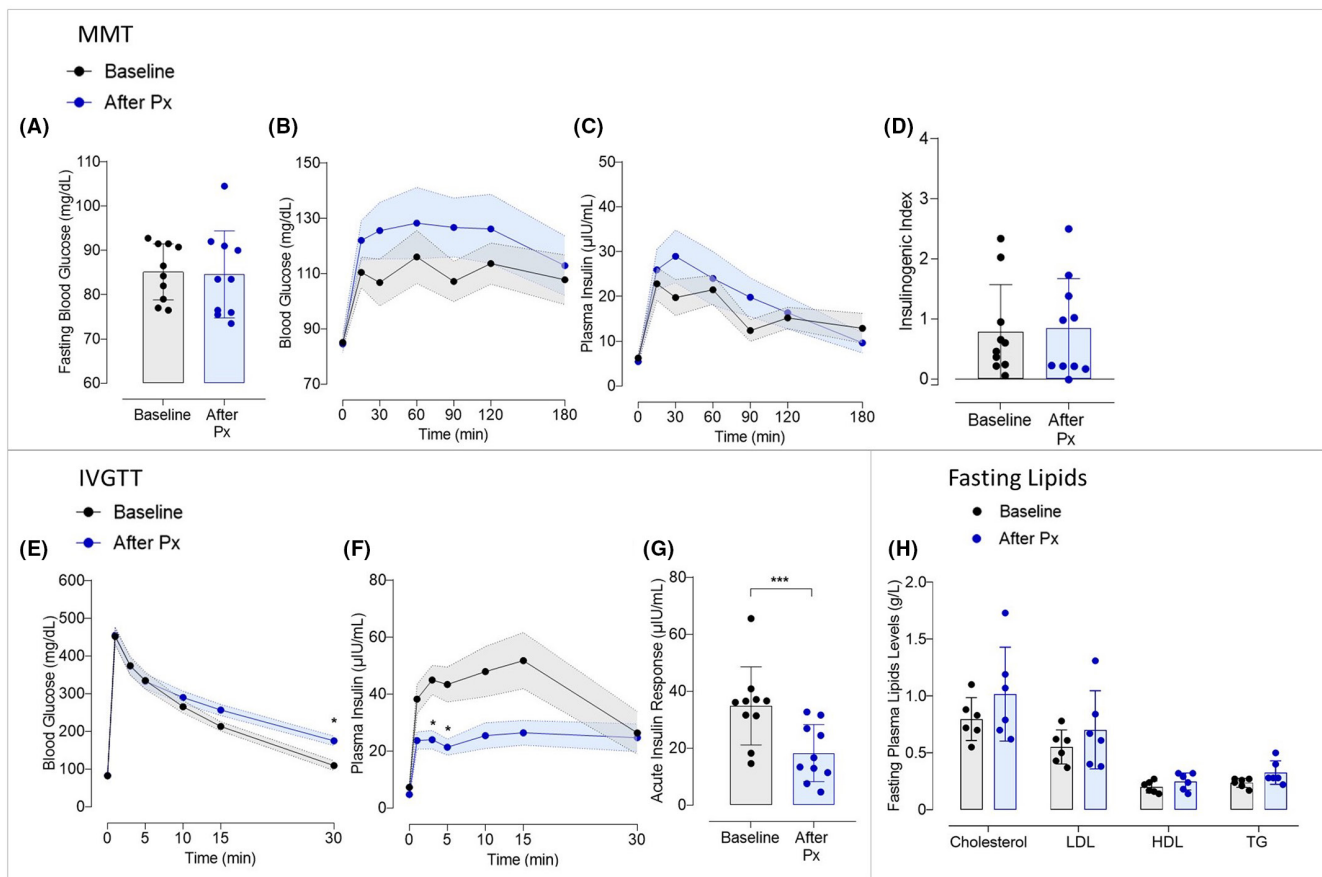 MMT
Baseline
After Px
(A)
(B)
(C)
(D)
Fasting Blood Glucose (mg/dL)
110
100
90
80
70
60
Baseline
After
Px
Blood Glucose (mg/dL)
150
130
110
90
70
0 30 60 90 120 180
Time (min)
Plasma Insulin (µIU/mL)
50
40
30
20
10
0
0 30 60 90 120 180
Time (min)
Insulinogenic Index
4
3
2
1
0
Baseline
After
Px
IVGTT
Baseline
After Px
(E)
(F)
(G)
Blood Glucose (mg/dL)
600
500
400
300
200
100
0
*
0 5 10 15 30
Time (min)
Plasma Insulin (µIU/mL)
80
60
40
20
0
* *
0 5 10 15 30
Time (min)
Acute Insulin Response (µIU/mL)
80
60
40
20
0
***
Baseline
After
Px
Fasting Lipids
Baseline
After Px
(H)
Fasting Plasma Lipids Levels (g/L)
2.0
1.5
1.0
0.5
0
Cholesterol LDL HDL TG